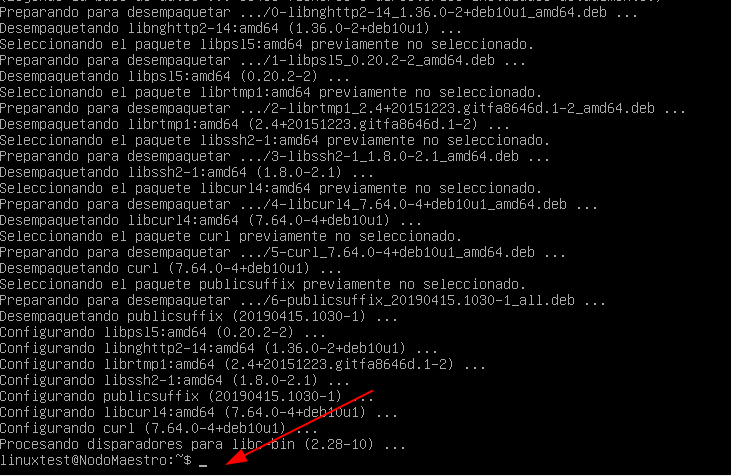 Preparando para desempaquetar .../0-libnghttp2-14_1.36.0-2+deb10u1_amd64.deb ...
Desempaquetando libnghttp2-14:amd64 (1.36.0-2+deb10u1) ...
Seleccionando el paquete libpsl5:amd64 previamente no seleccionado.
Preparando para desempaquetar .../1-libpsl5_0.20.2-2_amd64.deb ...
Desempaquetando libpsl5:amd64 (0.20.2-2) ...
Seleccionando el paquete librtmp1:amd64 previamente no seleccionado.
Preparando para desempaquetar .../2-librtmp1_2.4+20151223.gitfa8646d.1-2_amd64.deb ...
Desempaquetando librtmp1:amd64 (2.4+20151223.gitfa8646d.1-2) ...
Seleccionando el paquete libssh2-1:amd64 previamente no seleccionado.
Preparando para desempaquetar .../3-libssh2-1_1.8.0-2.1_amd64.deb ...
Desempaquetando libssh2-1:amd64 (1.8.0-2.1) ...
Seleccionando el paquete libcurl4:amd64 previamente no seleccionado.
Preparando para desempaquetar .../4-libcurl4_7.64.0-4+deb10u1_amd64.deb ...
Desempaquetando libcurl4:amd64 (7.64.0-4+deb10u1) ...
Seleccionando el paquete curl previamente no seleccionado.
Preparando para desempaquetar .../5-curl_7.64.0-4+deb10u1_amd64.deb ...
Desempaquetando curl (7.64.0-4+deb10u1) ...
Seleccionando el paquete publicsuffix previamente no seleccionado.
Preparando para desempaquetar .../6-publicsuffix_20190415.1030-1_all.deb ...
Desempaquetando publicsuffix (20190415.1030-1) ...
Configurando libpsl5:amd64 (0.20.2-2) ...
Configurando libnghttp2-14:amd64 (1.36.0-2+deb10u1) ...
Configurando librtmp1:amd64 (2.4+20151223.gitfa8646d.1-2) ...
Configurando libssh2-1:amd64 (1.8.0-2.1) ...
Configurando publicsuffix (20190415.1030-1) ...
Configurando libcurl4:amd64 (7.64.0-4+deb10u1) ...
Configurando curl (7.64.0-4+deb10u1) ...
Procesando disparadores para libc-bin (2.28-10) ...
linuxtest@NodoMaestro:~$ _